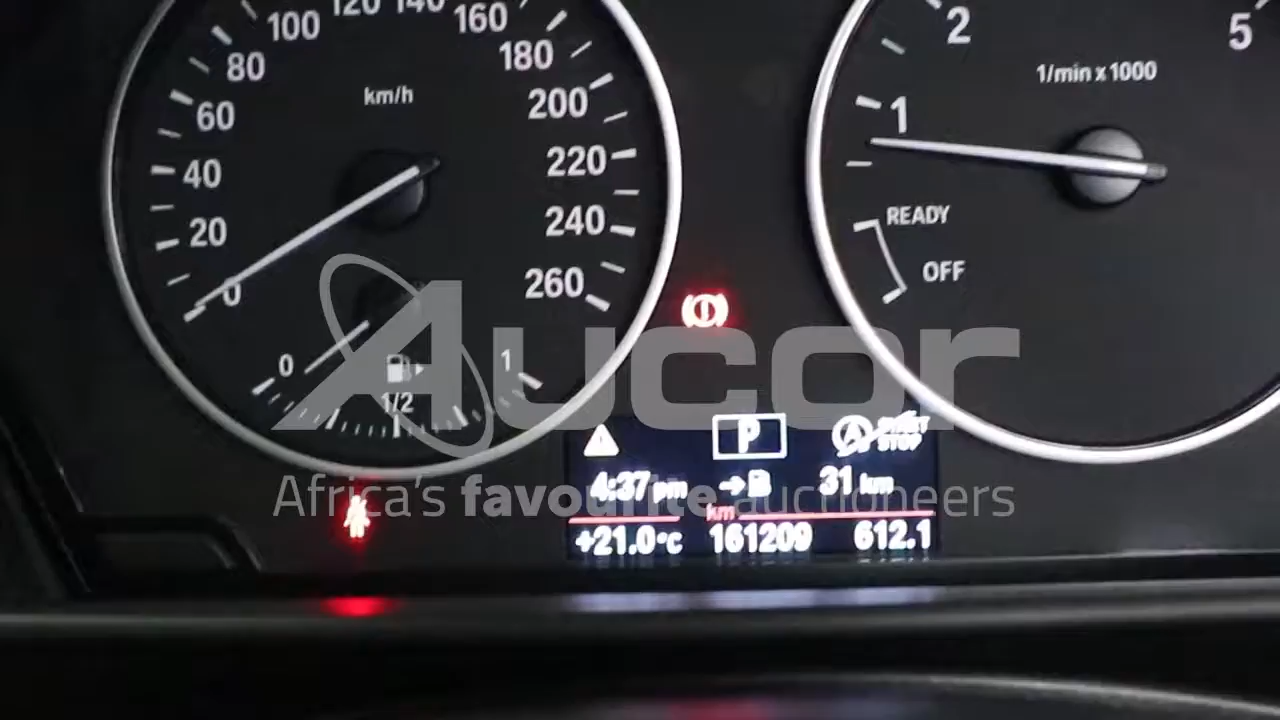 120 140
100 160
80 180
60 200
40 220
20 240
0 260
km/h
0 1/2 1
1 2 5
1/min x 1000
READY
OFF
P
4:37 pm
31 km
km
+21.0°C 161209 612.1
Aucor
Africa's favourite auctioneers